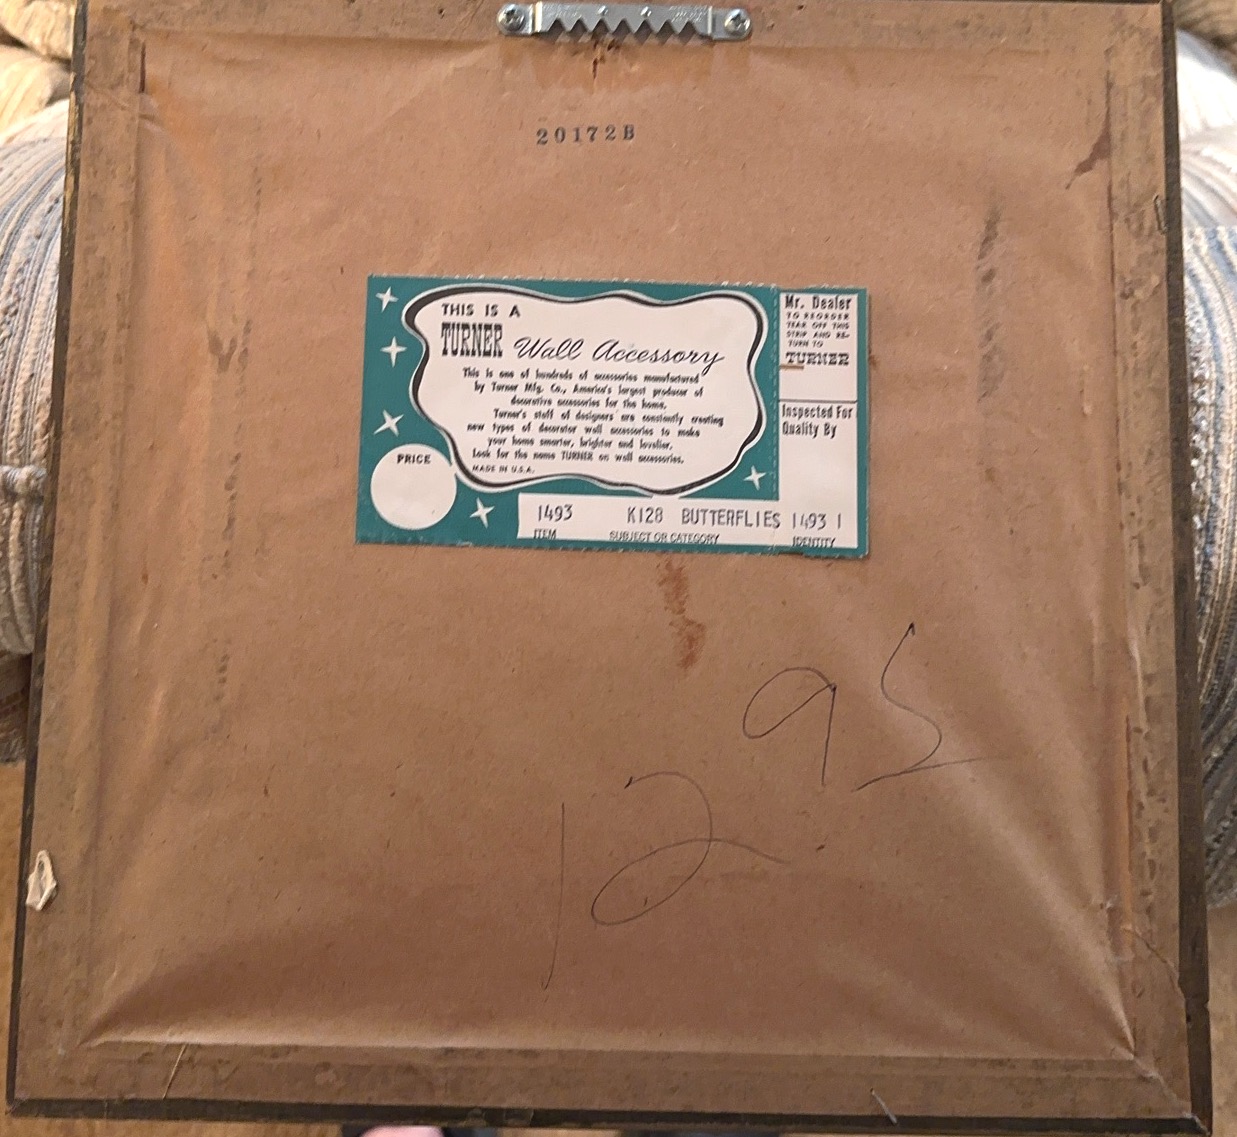 20172B
THIS IS A
TURNER Wall Accessory
This is one of hundreds of accessories manufactured
by Turner Mfg. Co., America's largest producer of
decorative accessories for the home.
Turner's staff of designers are constantly creating
new types of decorator wall accessories to make
your home smarter, brighter and lovelier.
Look for the name TURNER on wall accessories.
MADE IN U.S.A.
PRICE
Mr. Dealer
TO REORDER
TEAR OFF THIS
STRIP AND RE-
TURN TO
TURNER
Inspected For
Quality By
1493 K128 BUTTERFLIES 1493 1
ITEM SUBJECT OR CATEGORY IDENTITY
12.95